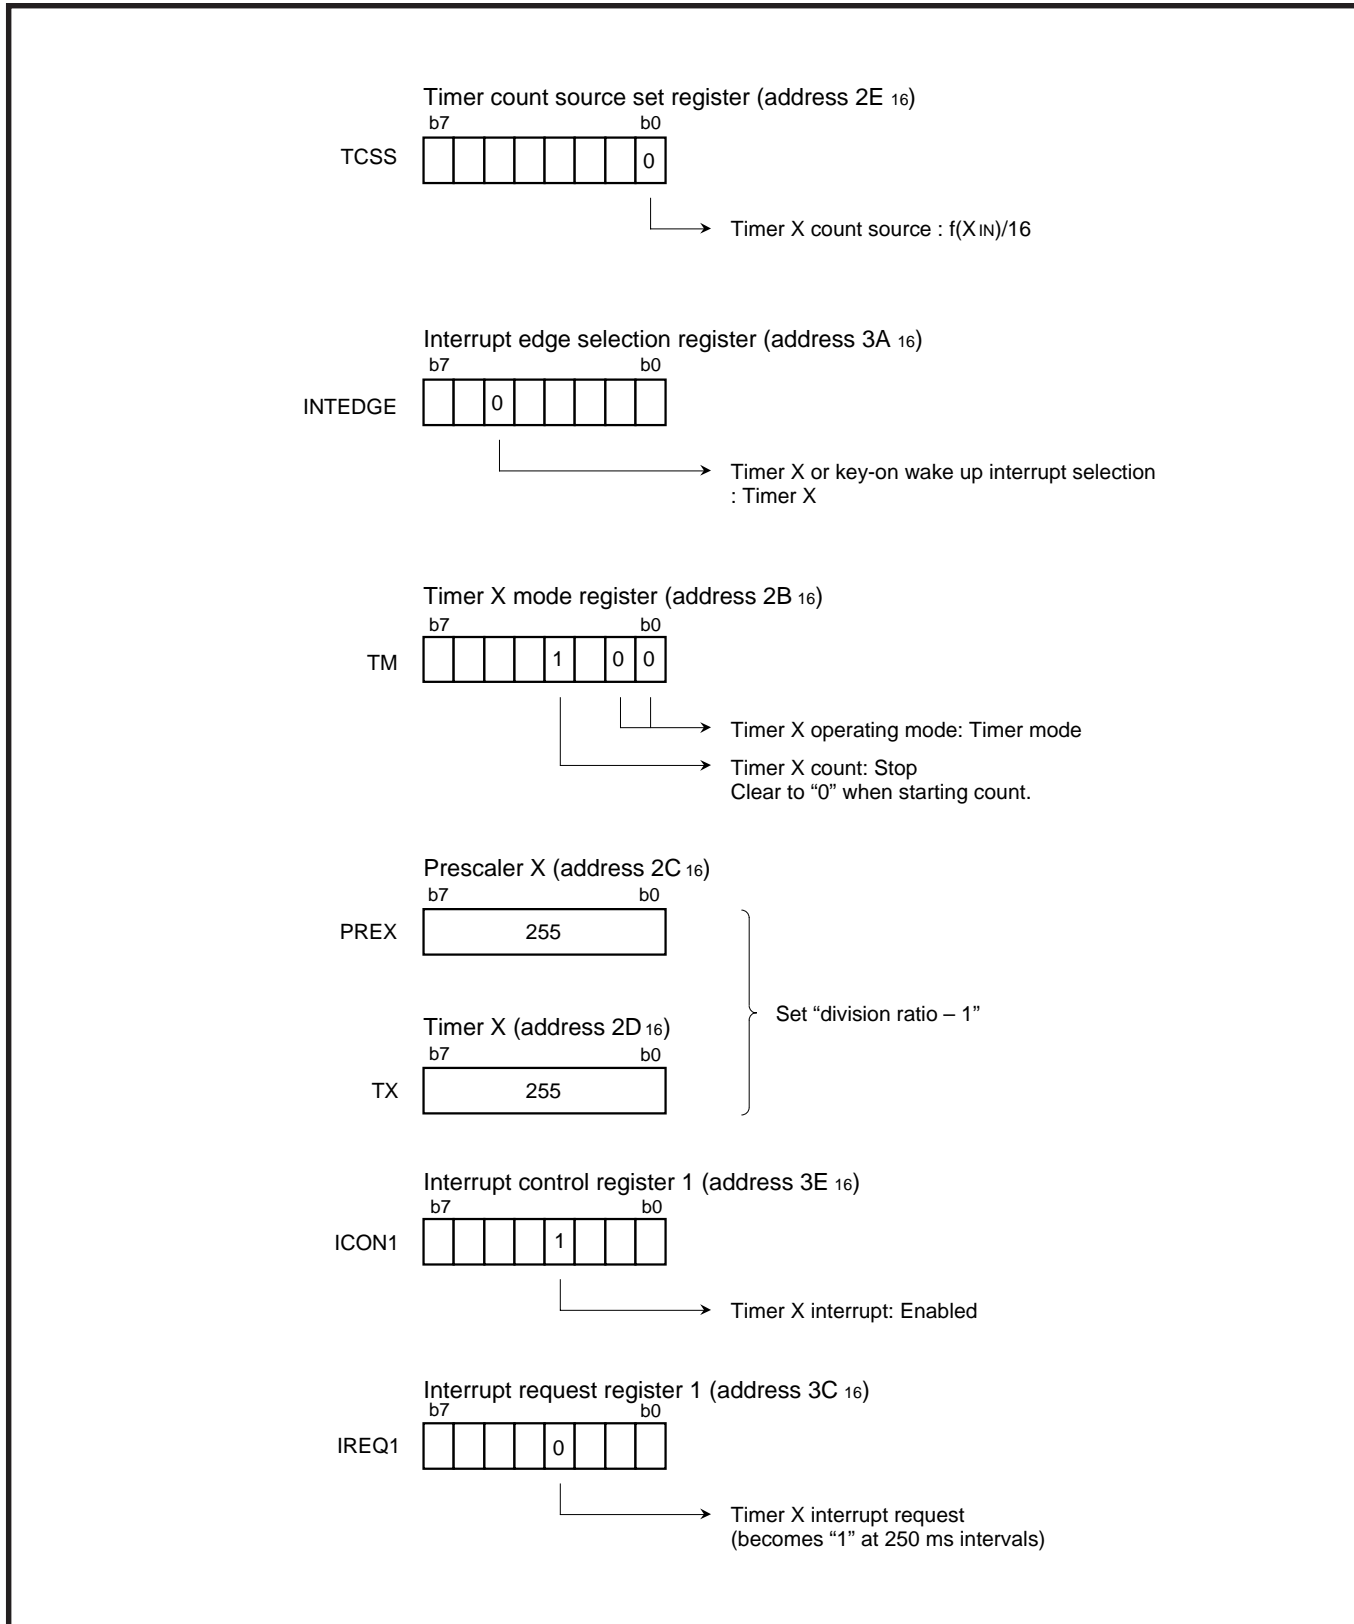 Timer count source set register (address 2E 16)
b7 b0
TCSS 0
Timer X count source : f(XIN)/16
Interrupt edge selection register (address 3A 16)
b7 b0
INTEDGE 0
Timer X or key-on wake up interrupt selection
: Timer X
Timer X mode register (address 2B 16)
b7 b0
TM 1 0 0
Timer X operating mode: Timer mode
Timer X count: Stop
Clear to “0” when starting count.
Prescaler X (address 2C 16)
b7 b0
PREX 255
Set “division ratio – 1”
Timer X (address 2D 16)
b7 b0
TX 255
Interrupt control register 1 (address 3E 16)
b7 b0
ICON1 1
Timer X interrupt: Enabled
Interrupt request register 1 (address 3C 16)
b7 b0
IREQ1 0
Timer X interrupt request
(becomes “1” at 250 ms intervals)